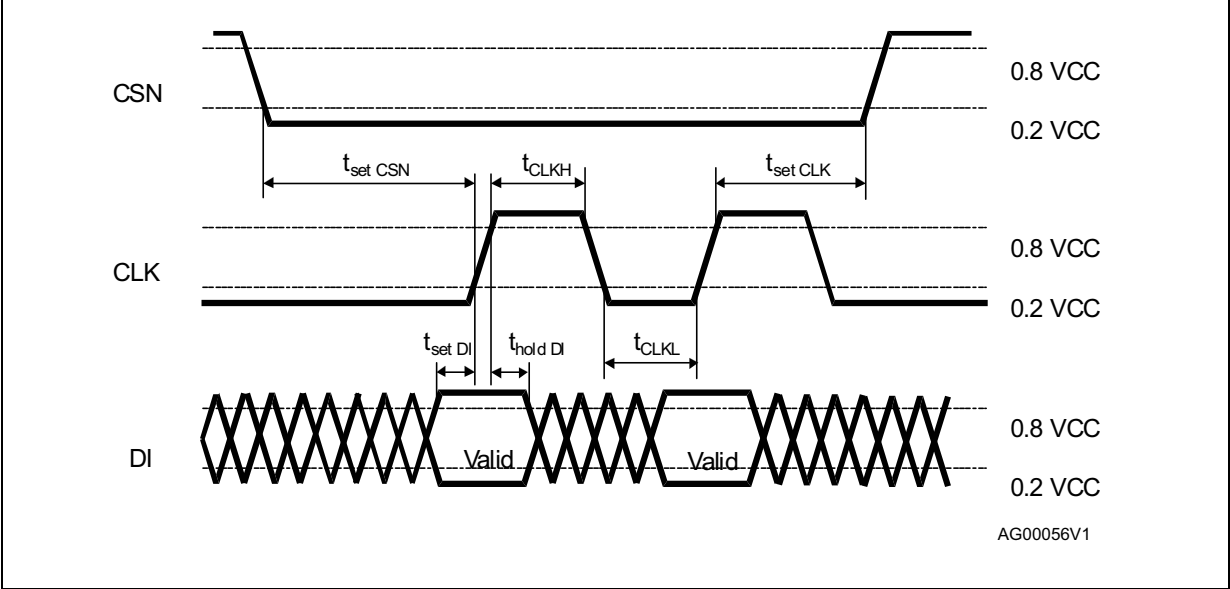 CSN
0.8 VCC
0.2 VCC
tset CSN
tCLKH
tset CLK
CLK
0.8 VCC
0.2 VCC
tset DI
thold DI
tCLKL
DI
Valid
Valid
0.8 VCC
0.2 VCC
AG00056V1